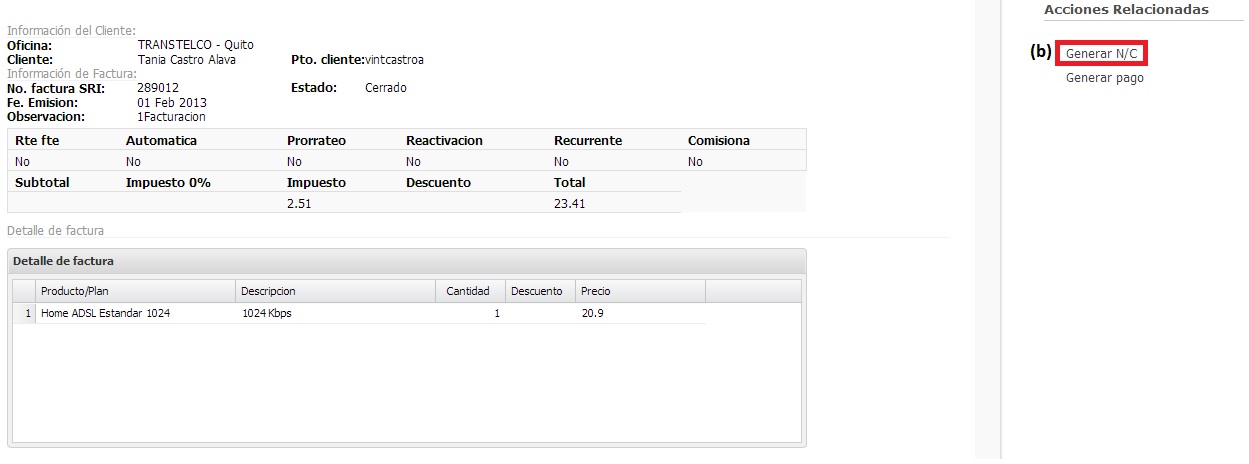 Información del Cliente:
Oficina: TRANSTELCO - Quito
Cliente: Tania Castro Alava Pto. cliente:vintcastroa
Información de Factura:
No. factura SRI: 289012 Estado: Cerrado
Fe. Emision: 01 Feb 2013
Observacion: 1Facturacion
Rte fte Automatica Prorrateo Reactivacion Recurrente Comisiona
No No No No No No
Subtotal Impuesto 0% Impuesto Descuento Total
2.51 23.41
Detalle de factura
Detalle de factura
Producto/Plan Descripcion Cantidad Descuento Precio
1 Home ADSL Estandar 1024 1024 Kbps 1 20.9
Acciones Relacionadas
(b) Generar N/C
Generar pago